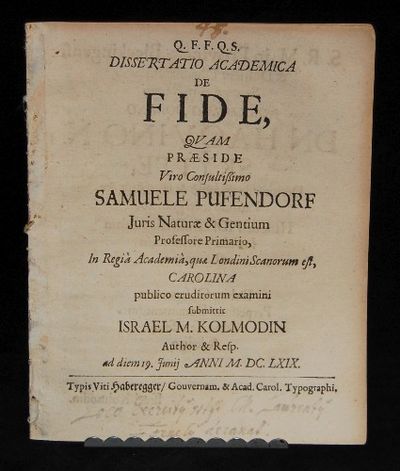 48.
Q. F. F. Q. S.
DISSERTATIO ACADEMICA
DE
FIDE,
QVAM
PRÆSIDE
Viro Consultißimo
SAMUELE PUFENDORF
Juris Naturæ & Gentium
Professore Primario,
In Regiâ Academiâ, quæ Londini Scanorum est,
CAROLINA
publico eruditorum examini
submittit
ISRAEL M. KOLMODIN
Author & Resp.
ad diem 19. Junij ANNI M. DC. LXIX.
Typis Viti Haberegger/ Gouvernam. & Acad. Carol. Typographi.